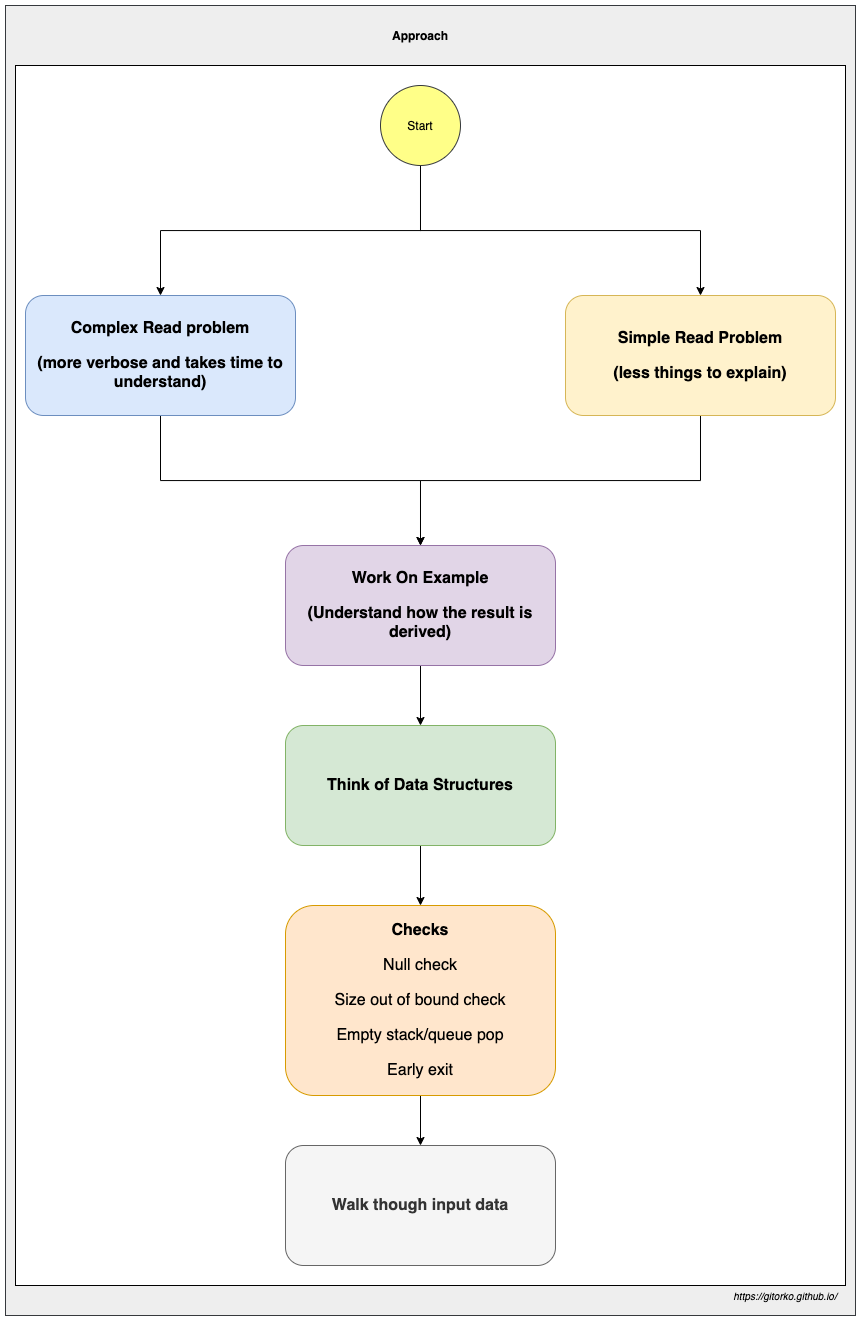 Approach
Start
Complex Read problem
(more verbose and takes time to
understand)
Simple Read Problem
(less things to explain)
Work On Example
(Understand how the result is
derived)
Think of Data Structures
Checks
Null check
Size out of bound check
Empty stack/queue pop
Early exit
Walk though input data
https://gitorko.github.io/